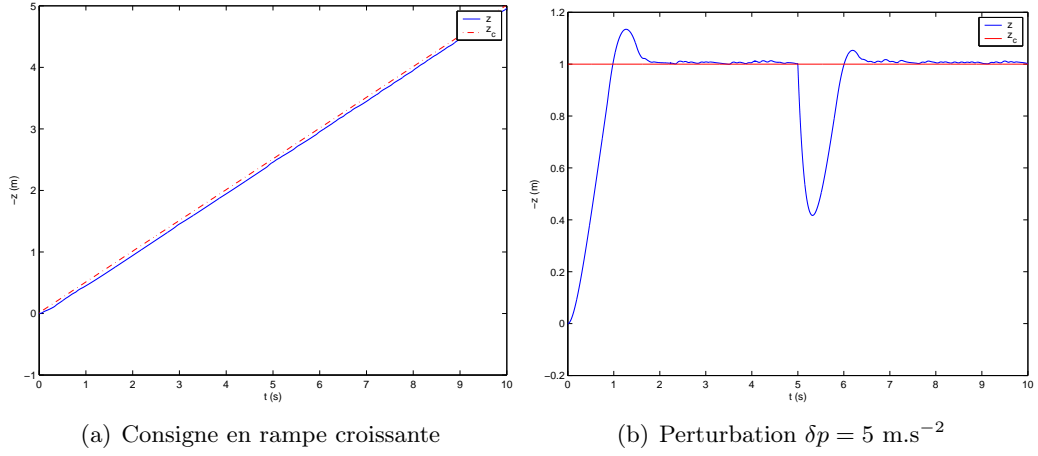 5
4
3
2
1
0
−1
0 1 2 3 4 5 6 7 8 9 10
t (s)
−z (m)
z
z_c
(a) Consigne en rampe croissante
1.2
1
0.8
0.6
0.4
0.2
0
−0.2
0 1 2 3 4 5 6 7 8 9 10
t (s)
−z (m)
z
z_c
(b) Perturbation δp = 5 m.s⁻²